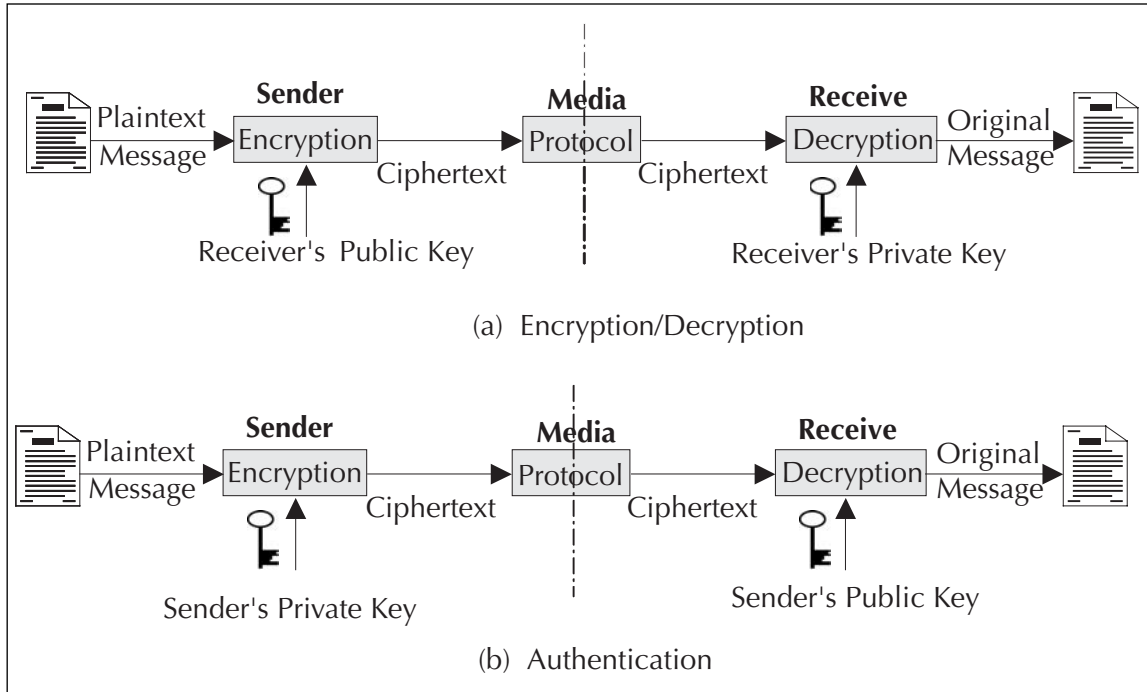 Sender
Media
Receive
Plaintext
Message
Encryption
Ciphertext
Protocol
Ciphertext
Decryption
Original
Message
Receiver's Public Key
Receiver's Private Key
(a) Encryption/Decryption
Sender
Media
Receive
Plaintext
Message
Encryption
Ciphertext
Protocol
Ciphertext
Decryption
Original
Message
Sender's Private Key
Sender's Public Key
(b) Authentication